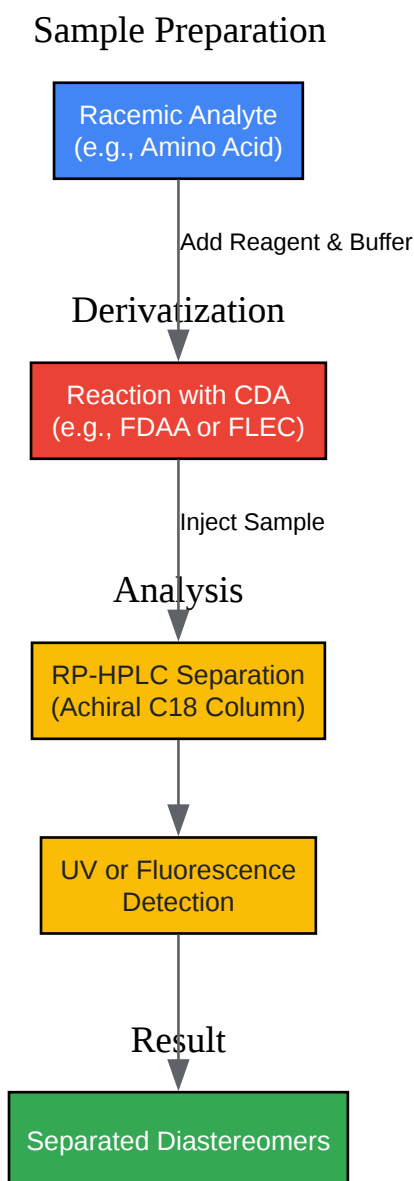 Sample Preparation
Racemic Analyte
(e.g., Amino Acid)
Add Reagent & Buffer
Derivatization
Reaction with CDA
(e.g., FDAA or FLEC)
Inject Sample
Analysis
RP-HPLC Separation
(Achiral C18 Column)
UV or Fluorescence
Detection
Result
Separated Diastereomers